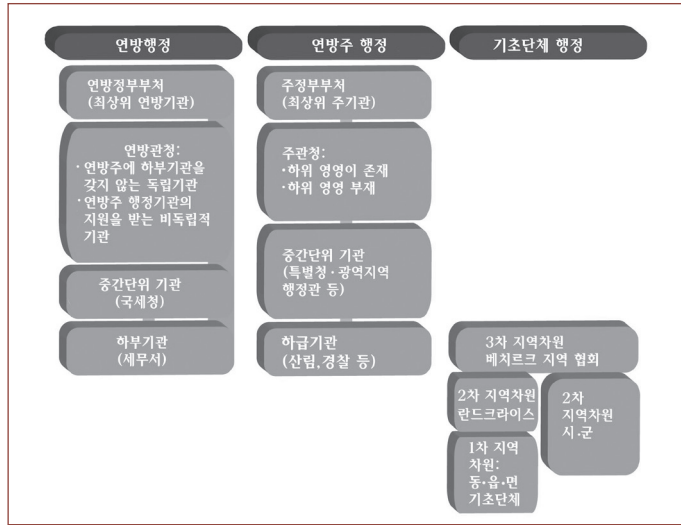 연방행정
연방정부부처
(최상위 연방기관)
연방관청:
·연방주에 하부기관을
갖지 않는 독립기관
·연방주 행정기관의
지원을 받는 비독립적
기관
중간단위 기관
(국세청)
하부기관
(세무서)
연방주 행정
주정부부처
(최상위 주기관)
주관청:
·하위 영영이 존재
·하위 영영 부재
중간단위 기관
(특별청·광역지역
행정관 등)
하급기관
(산림,경찰 등)
기초단체 행정
3차 지역차원
베치르크 지역 협회
2차 지역차원
란드크라이스
1차 지역
차원:
동·읍·면
기초단체
2차
지역차원
시.군